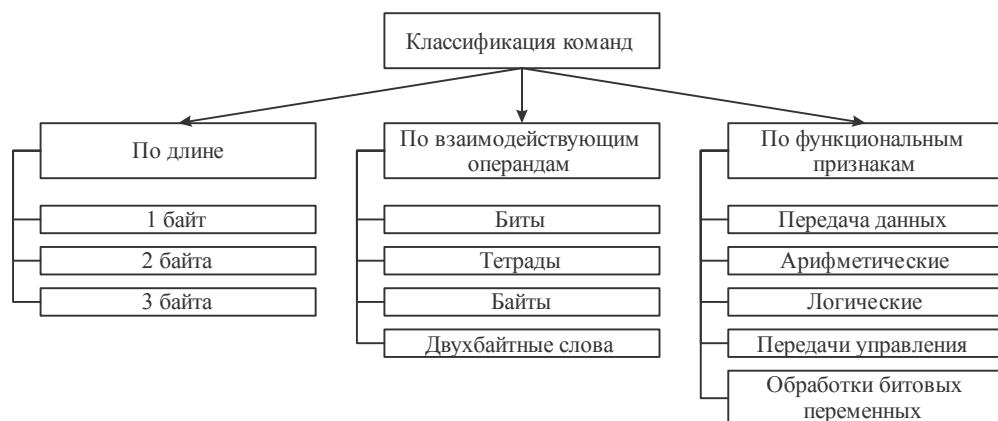 Классификация команд
По длине
1 байт
2 байта
3 байта
По взаимодействующим
операндам
Биты
Тетрады
Байты
Двухбайтные слова
По функциональным
признакам
Передача данных
Арифметические
Логические
Передачи управления
Обработки битовых
переменных